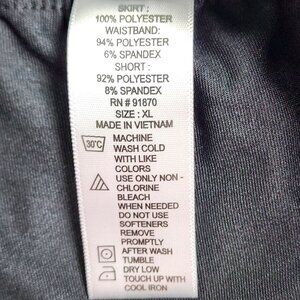 SKIRT :
100% POLYESTER
WAISTBAND:
94% POLYESTER
6% SPANDEX
SHORT :
92% POLYESTER
8% SPANDEX
RN # 91870
SIZE : XL
MADE IN VIETNAM
30°C MACHINE
WASH COLD
WITH LIKE
COLORS
USE ONLY NON -
CHLORINE
BLEACH
WHEN NEEDED
DO NOT USE
SOFTENERS
REMOVE
PROMPTLY
AFTER WASH
TUMBLE
DRY LOW
TOUCH UP WITH
COOL IRON